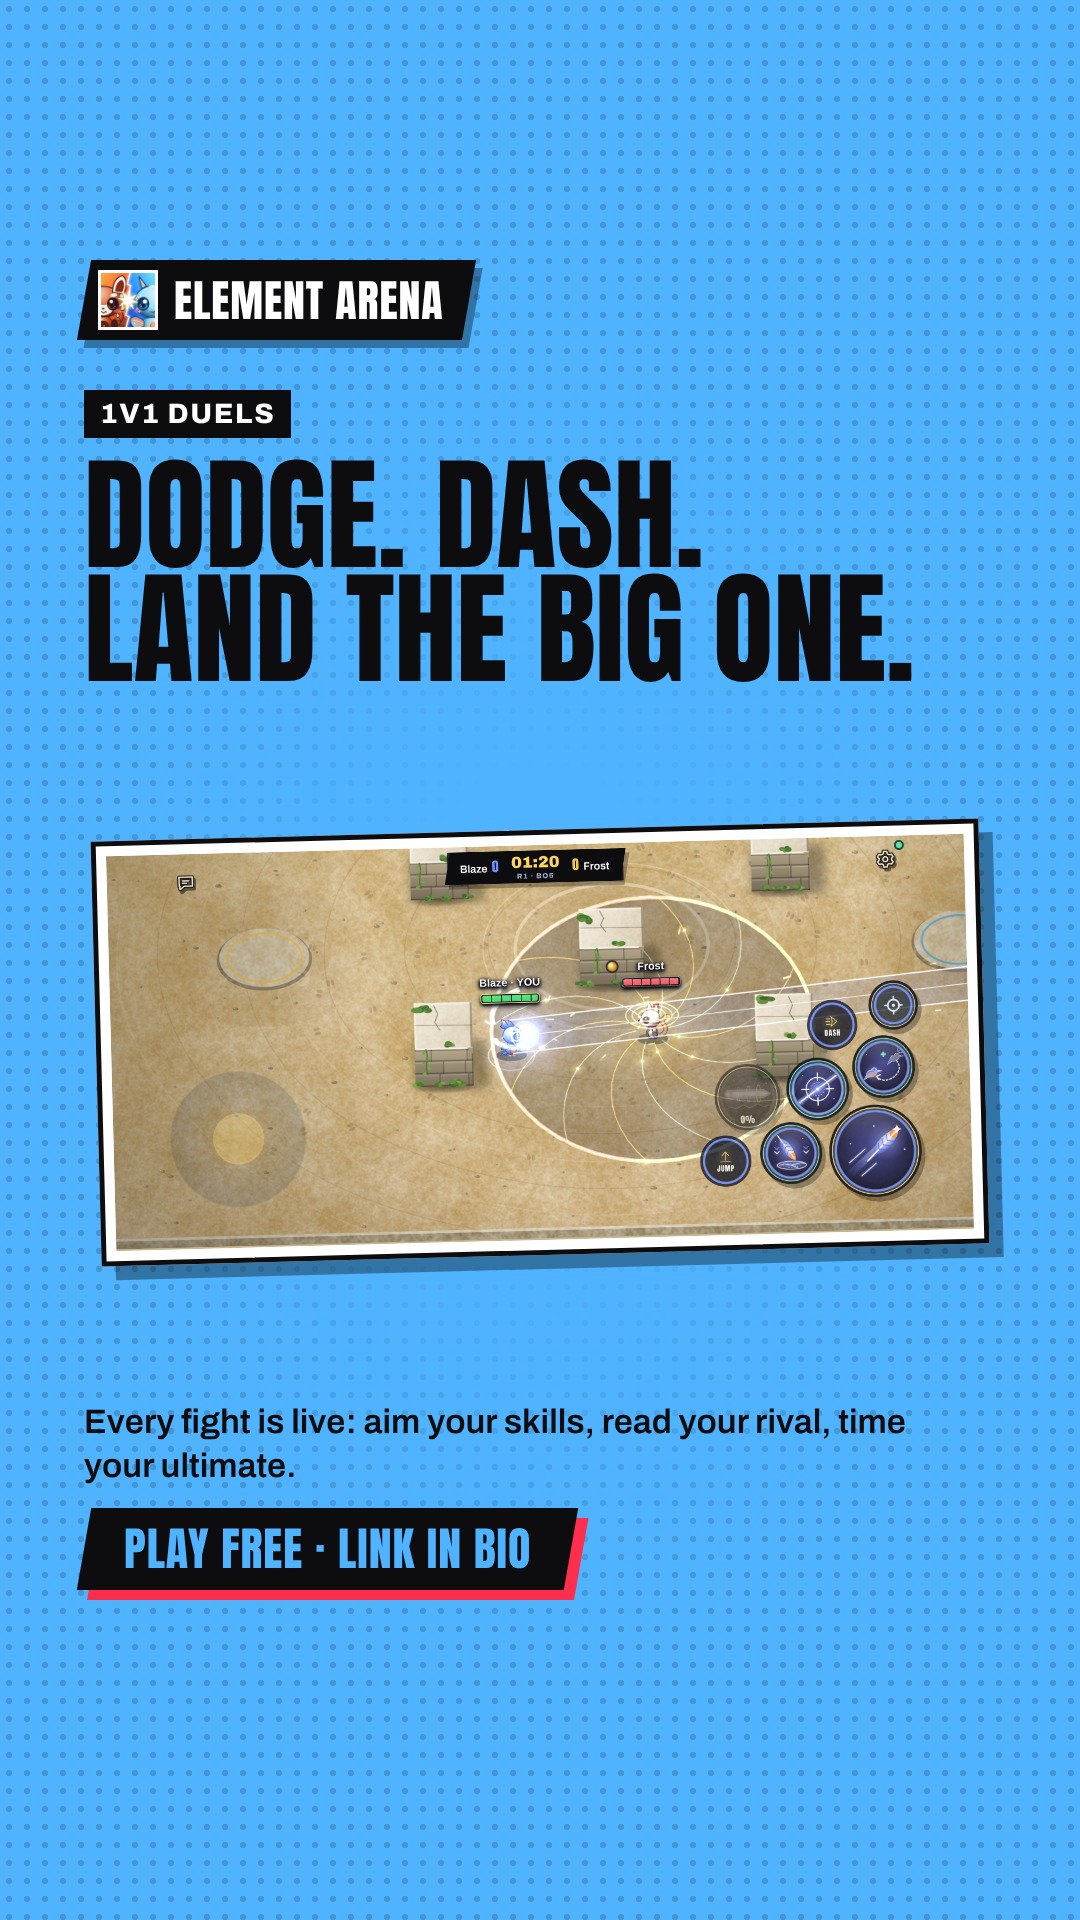 ELEMENT ARENA
1V1 DUELS
DODGE. DASH.
LAND THE BIG ONE.
Blaze 0 01:20 0 Frost
R1 · BO5
Blaze · YOU
Frost
DASH
0%
JUMP
Every fight is live: aim your skills, read your rival, time
your ultimate.
PLAY FREE · LINK IN BIO